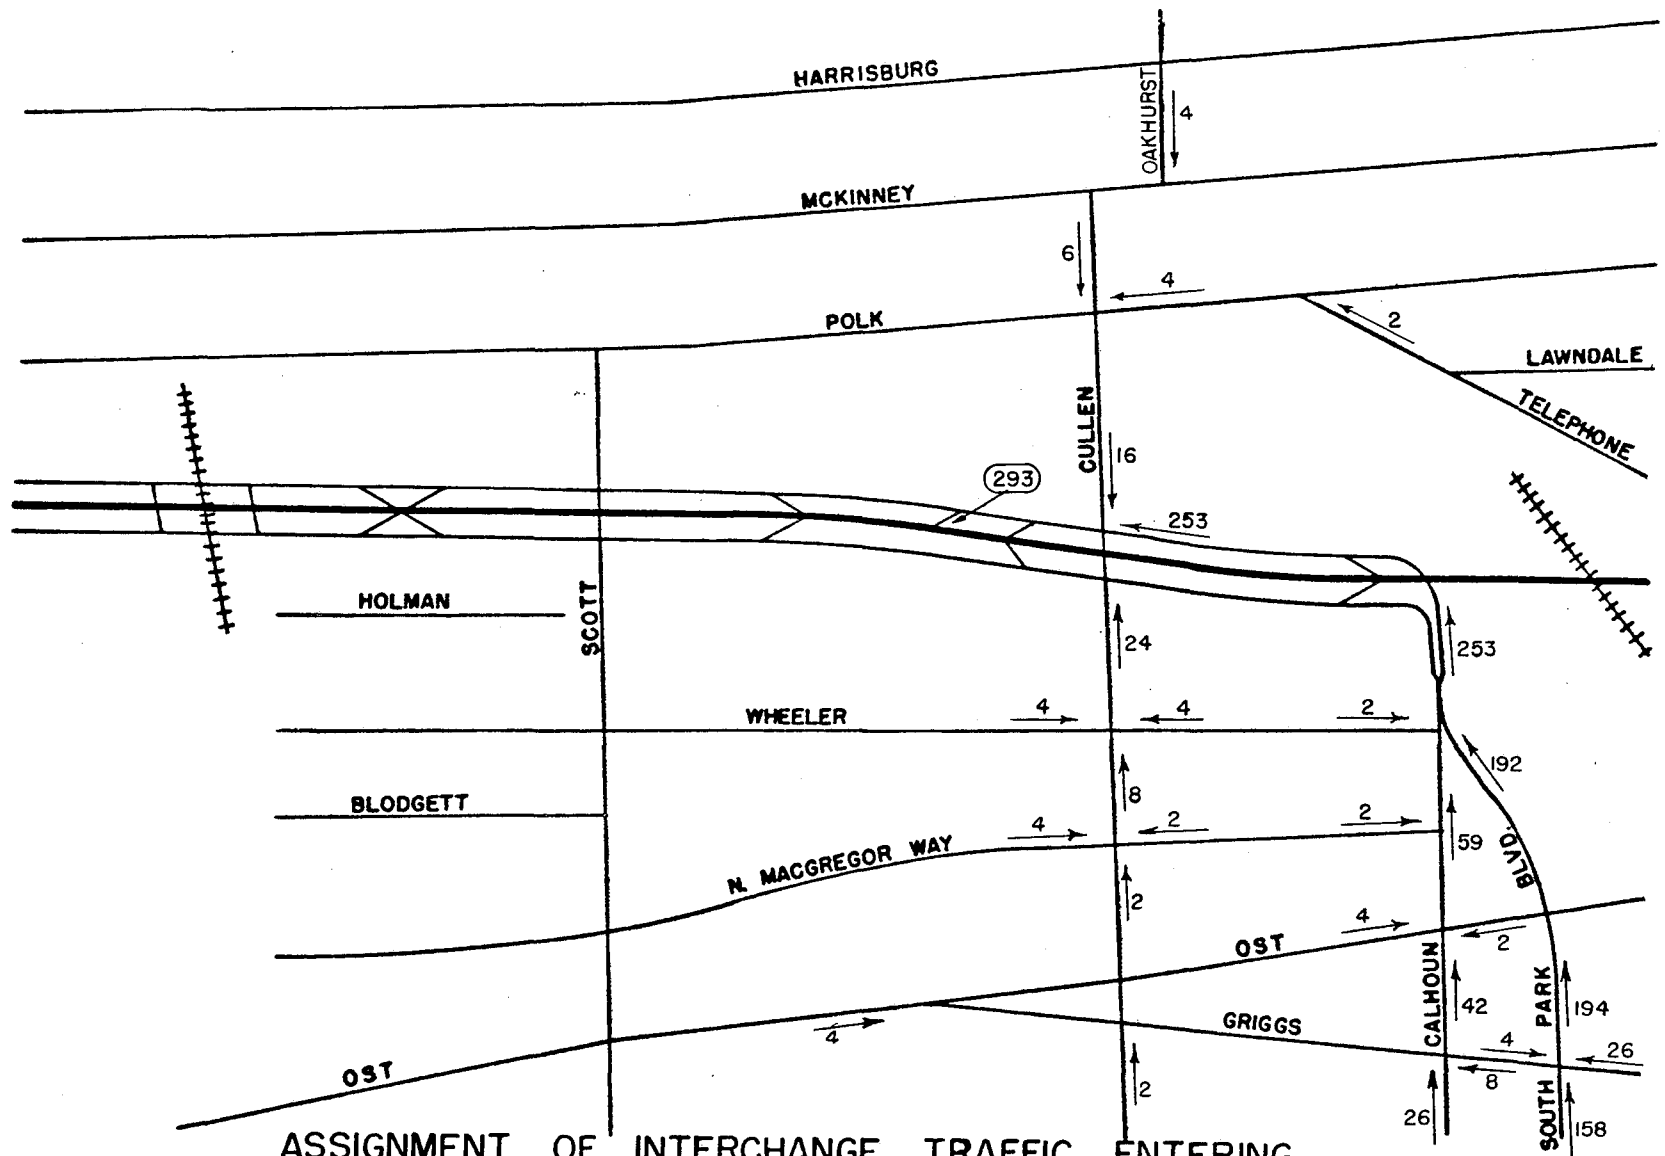 HARRISBURG
OAKHURST
4
MCKINNEY
6
4
POLK
2
LAWNDALE
TELEPHONE
CULLEN
16
293
253
HOLMAN
SCOTT
24
253
WHEELER
4
4
2
192
BLODGETT
8
4
2
2
59
N. MACGREGOR WAY
BLVD.
2
4
OST
2
CALHOUN
42
SOUTH PARK
194
4
GRIGGS
4
26
8
OST
2
26
158
ASSIGNMENT OF INTERCHANGE TRAFFIC ENTERING